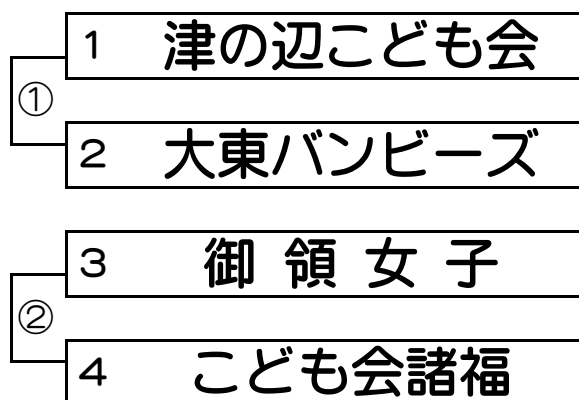 1 津の辺こども会
①
2 大東バンビーズ
3 御領女子
②
4 こども会諸福